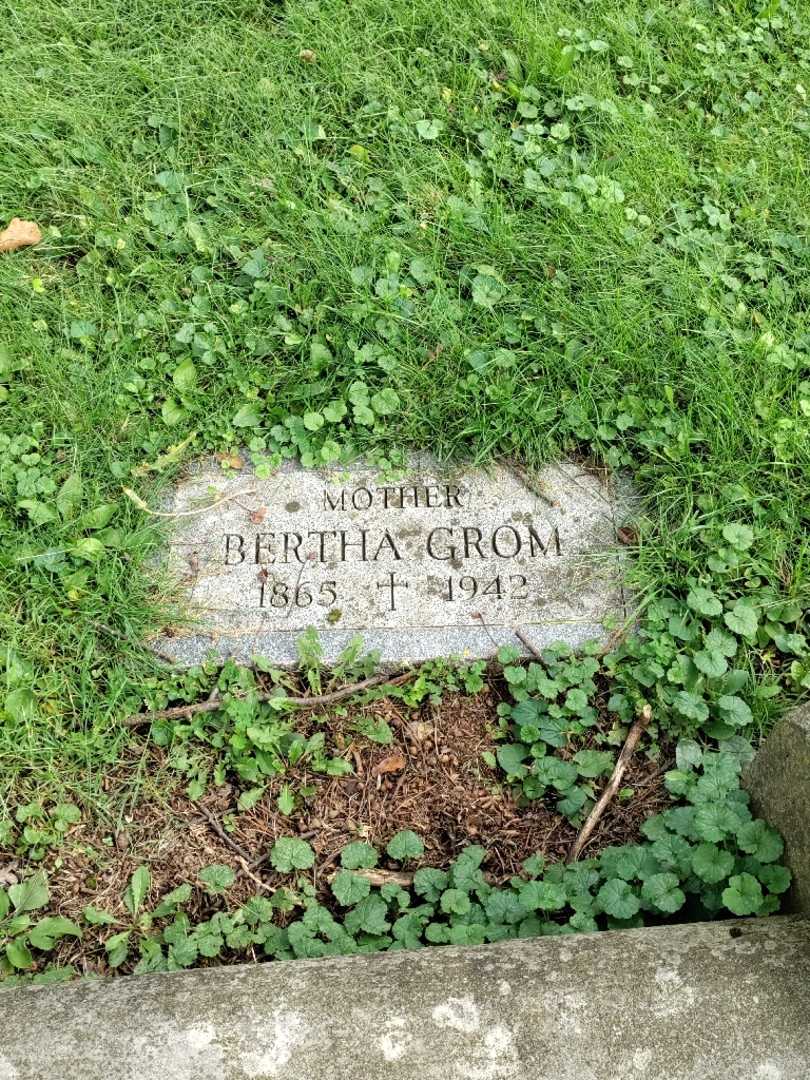 MOTHER
BERTHA GROM
1865 ✝ 1942